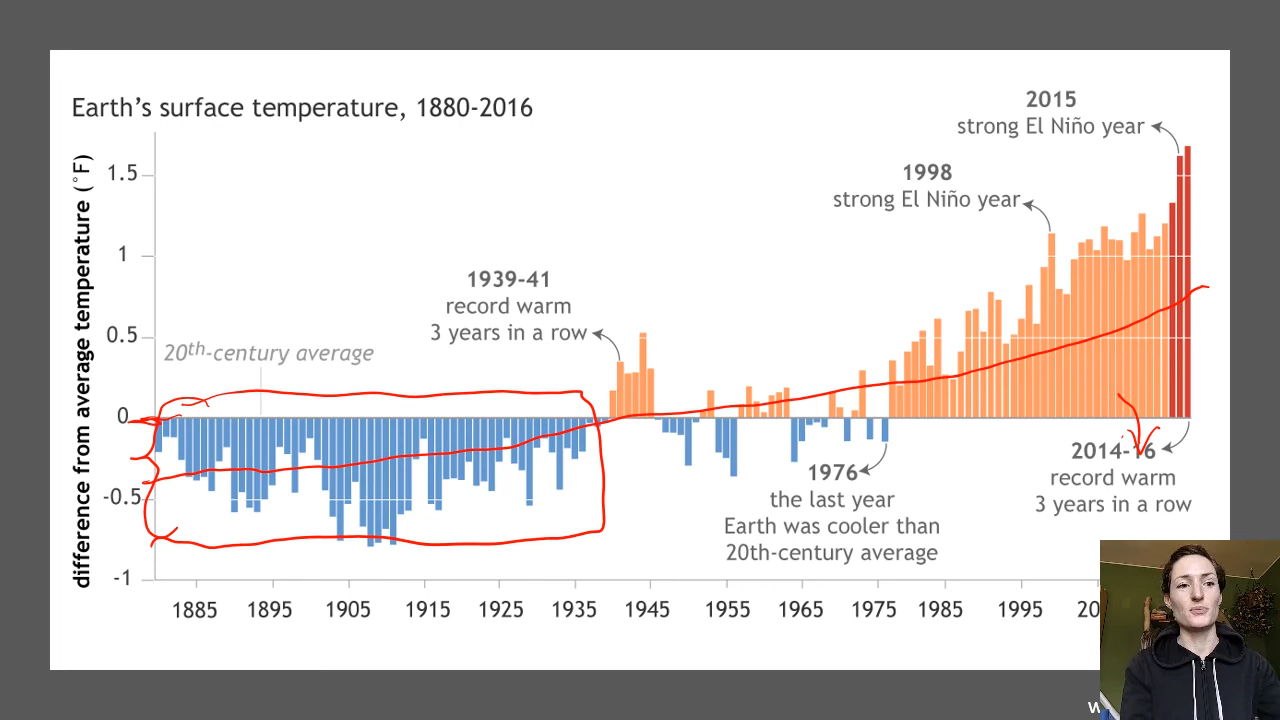 Earth's surface temperature, 1880-2016
2015
strong El Niño year
1998
strong El Niño year
1939-41
record warm
3 years in a row
20th-century average
difference from average temperature (°F)
1.5
1
0.5
0
-0.5
-1
1976
the last year
Earth was cooler than
20th-century average
2014-16
record warm
3 years in a row
1885 1895 1905 1915 1925 1935 1945 1955 1965 1975 1985 1995